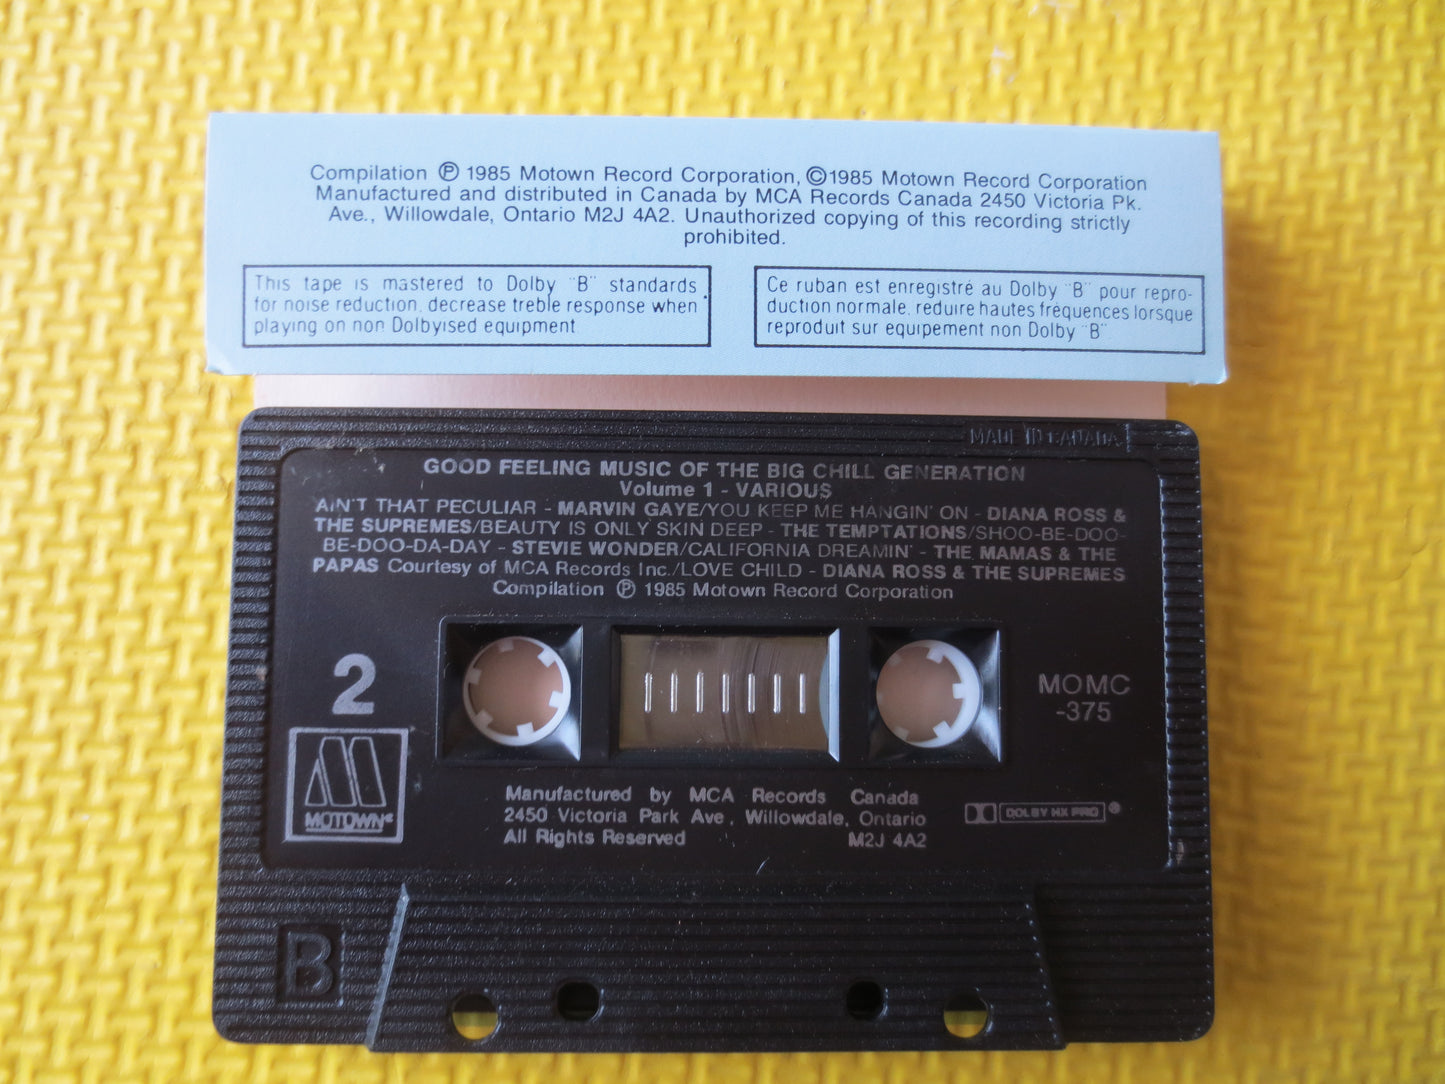 Compilation Ⓟ 1985 Motown Record Corporation, ©1985 Motown Record Corporation
Manufactured and distributed in Canada by MCA Records Canada 2450 Victoria Pk.
Ave., Willowdale, Ontario M2J 4A2. Unauthorized copying of this recording strictly
prohibited.
This tape is mastered to Dolby "B" standards
for noise reduction, decrease treble response when
playing on non Dolbyised equipment
Ce ruban est enregistré au Dolby "B" pour repro-
duction normale, reduire hautes fréquences lorsque
reproduit sur equipement non Dolby "B"
MADE IN CANADA
GOOD FEELING MUSIC OF THE BIG CHILL GENERATION
Volume 1 - VARIOUS
AIN'T THAT PECULIAR - MARVIN GAYE/YOU KEEP ME HANGIN' ON - DIANA ROSS &
THE SUPREMES/BEAUTY IS ONLY SKIN DEEP - THE TEMPTATIONS/SHOO-BE-DOO-
BE-DOO-DA-DAY - STEVIE WONDER/CALIFORNIA DREAMIN' - THE MAMAS & THE
PAPAS Courtesy of MCA Records Inc./LOVE CHILD - DIANA ROSS & THE SUPREMES
Compilation Ⓟ 1985 Motown Record Corporation
2
MOMC
-375
MOTOWN®
Manufactured by MCA Records Canada
2450 Victoria Park Ave., Willowdale, Ontario
All Rights Reserved M2J 4A2
DOLBY HX PRO®
B